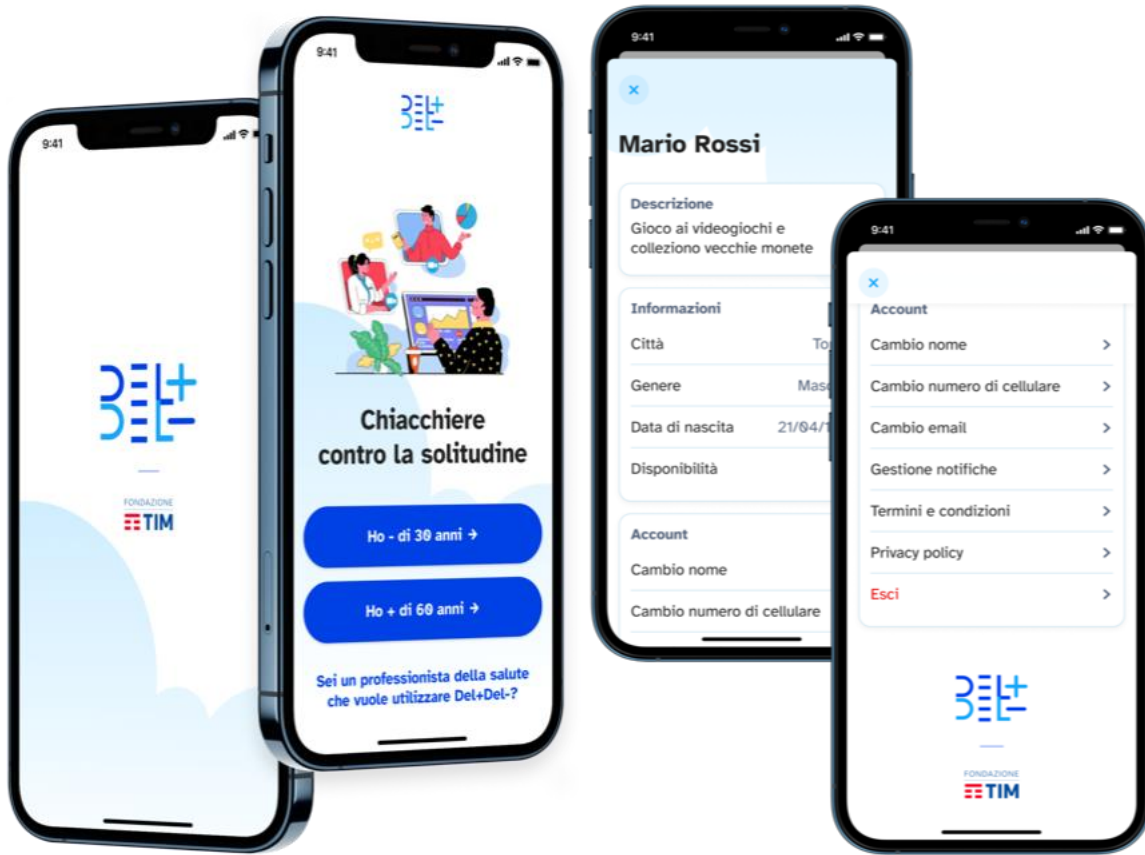 9:41
DEL+
DEL-
FONDAZIONE
TIM
9:41
DEL+
DEL-
Chiacchiere
contro la solitudine
Ho - di 30 anni →
Ho + di 60 anni →
Sei un professionista della salute
che vuole utilizzare Del+Del-?
9:41
Mario Rossi
Descrizione
Gioco ai videogiochi e
colleziono vecchie monete
Informazioni
Città
Genere
Data di nascita 21/04/1
Disponibilità
Account
Cambio nome
Cambio numero di cellulare
9:41
Account
Cambio nome
Cambio numero di cellulare
Cambio email
Gestione notifiche
Termini e condizioni
Privacy policy
Esci
DEL+
DEL-
FONDAZIONE
TIM